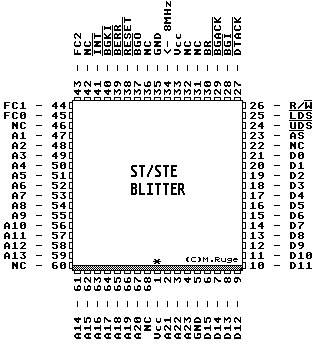 FC2 - 43
NC - 42
INT - 41
BGKI - 40
BERR - 39
RESET - 38
BGO - 37
NC - 36
GND - 35
~ 8MHz - 34
Vcc - 33
NC - 32
NC - 31
BR - 30
BGACK - 29
BGI - 28
DTACK - 27
FC1 - 44
FC0 - 45
NC - 46
A1 - 47
A2 - 48
A3 - 49
A4 - 50
A5 - 51
A6 - 52
A7 - 53
A8 - 54
A9 - 55
A10 - 56
A11 - 57
A12 - 58
A13 - 59
NC - 60
ST/STE
BLITTER
*
(C)M.Ruge
26 - R/W
25 - LDS
24 - UDS
23 - AS
22 - NC
21 - D0
20 - D1
19 - D2
18 - D3
17 - D4
16 - D5
15 - D6
14 - D7
13 - D8
12 - D9
11 - D10
10 - D11
A14 - 61
A15 - 62
A16 - 63
A17 - 64
A18 - 65
A19 - 66
A20 - 67
NC - 68
Vcc - 1
A21 - 2
A22 - 3
A23 - 4
GND - 5
D15 - 6
D14 - 7
D13 - 8
D12 - 9